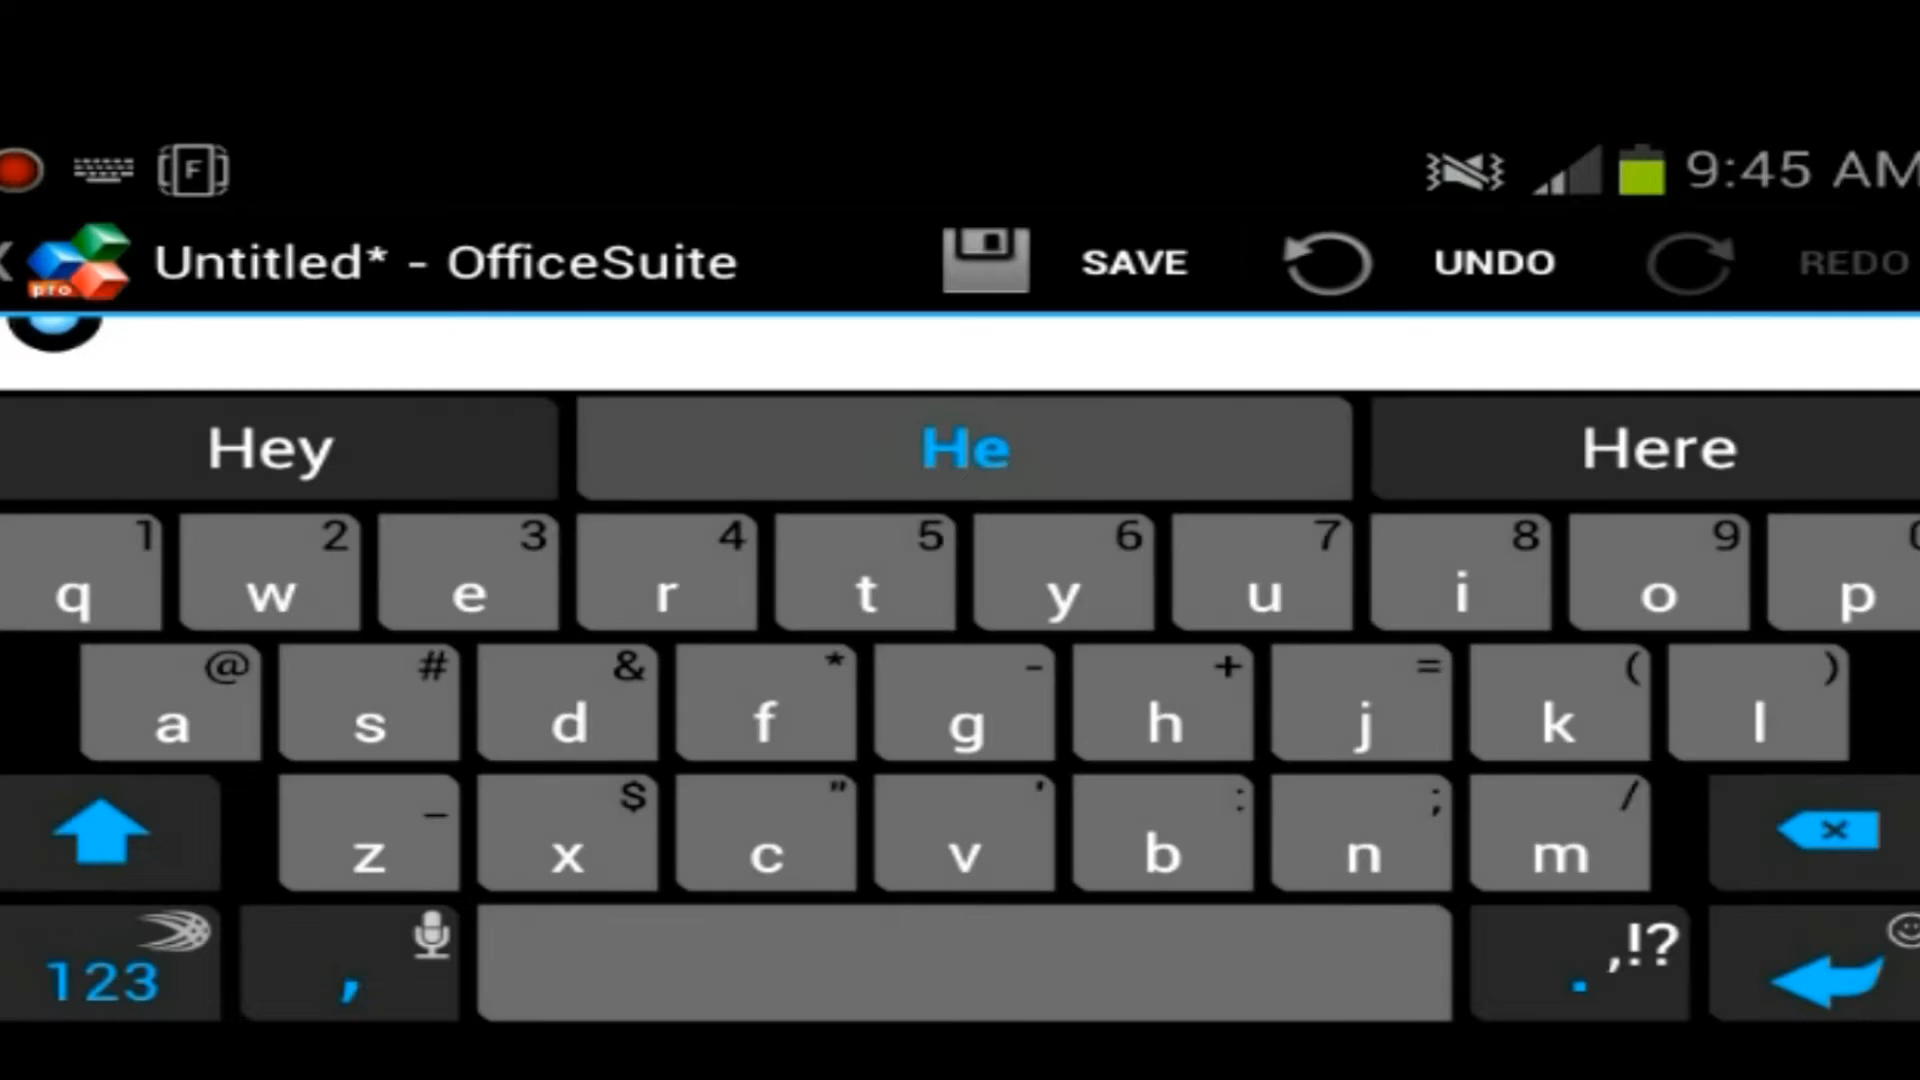 F 9:45 AM
pro Untitled* - OfficeSuite SAVE UNDO REDO
Hey He Here
1 2 3 4 5 6 7 8 9 0
q w e r t y u i o p
@ # & * - + = ( )
a s d f g h j k l
_ $ " ' : ; /
z x c v b n m
123 , . ,!?